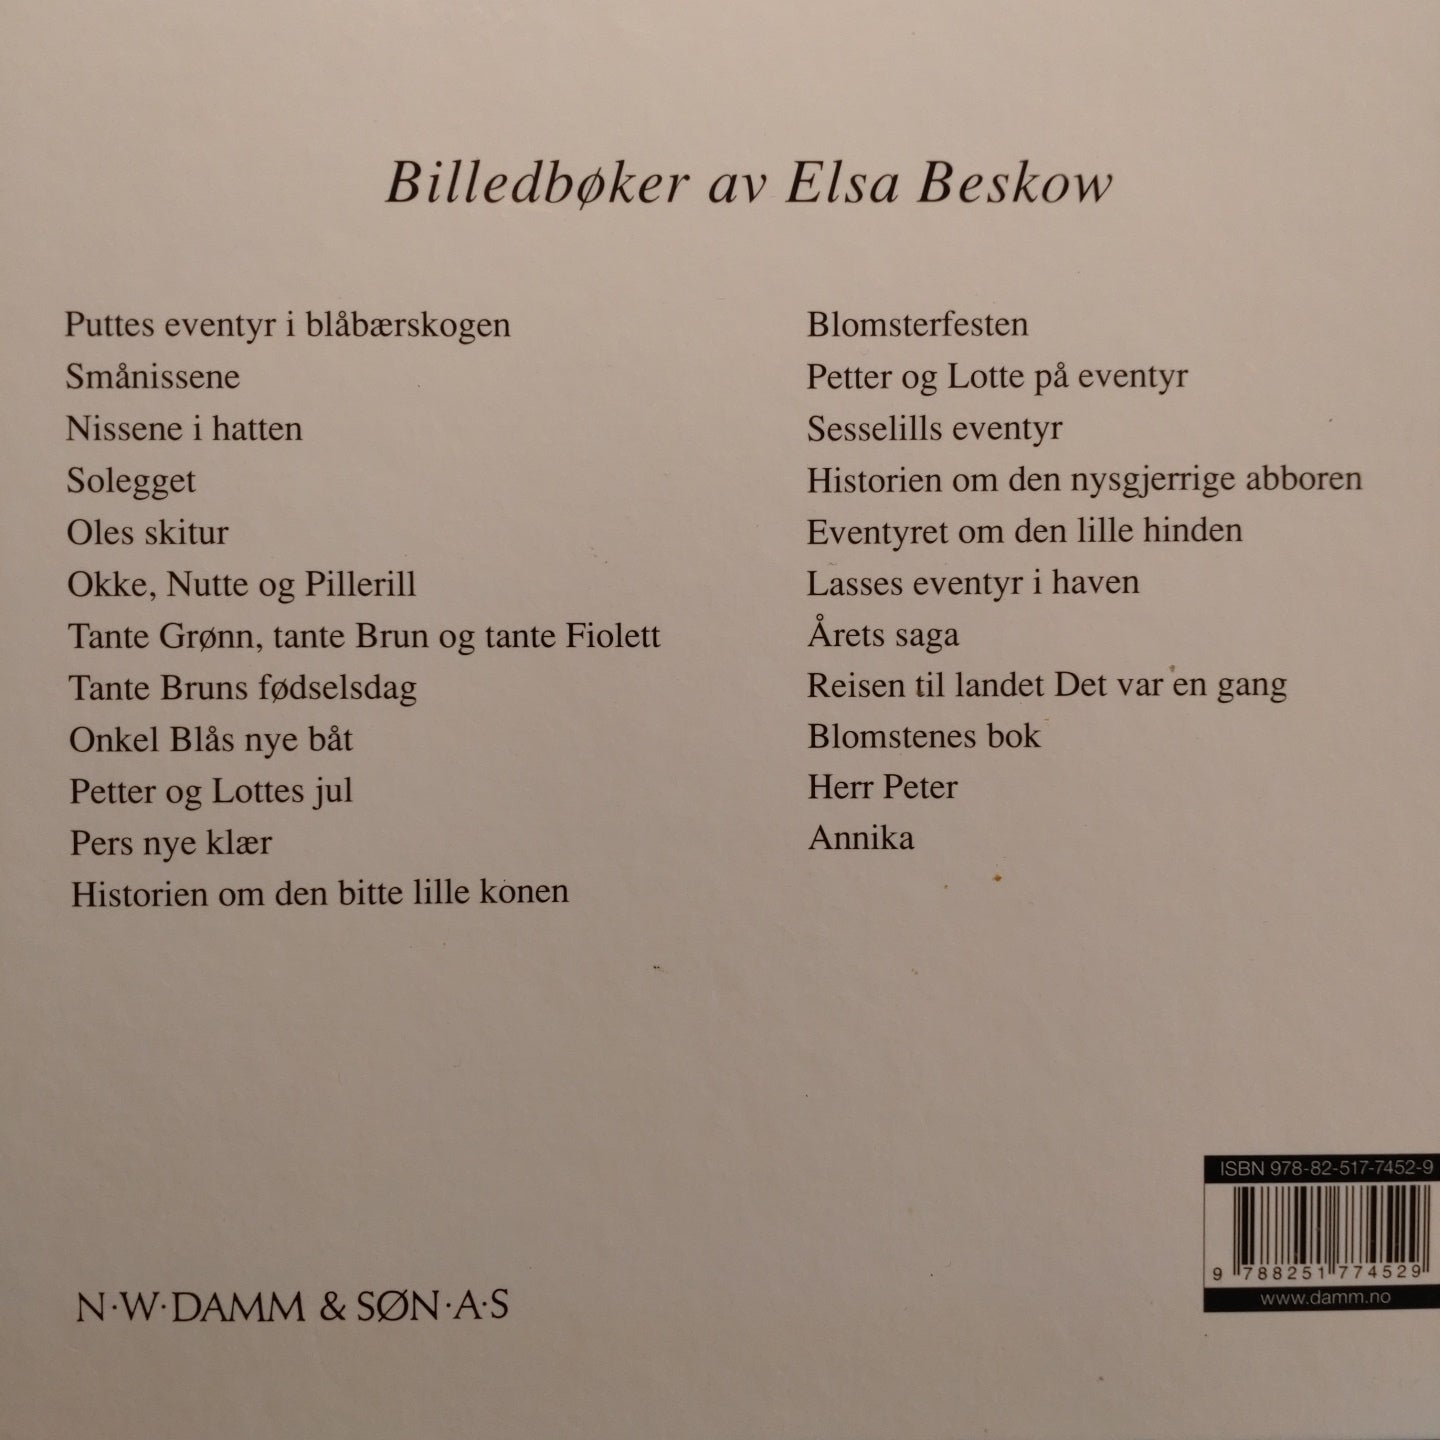 Billedbøker av Elsa Beskow
Puttes eventyr i blåbærskogen
Smånissene
Nissene i hatten
Solegget
Oles skitur
Okke, Nutte og Pillerill
Tante Grønn, tante Brun og tante Fiolett
Tante Bruns fødselsdag
Onkel Blås nye båt
Petter og Lottes jul
Pers nye klær
Historien om den bitte lille konen
Blomsterfesten
Petter og Lotte på eventyr
Sesselills eventyr
Historien om den nysgjerrige abboren
Eventyret om den lille hinden
Lasses eventyr i haven
Årets saga
Reisen til landet Det var en gang
Blomstenes bok
Herr Peter
Annika
N·W·DAMM & SØN·A·S
ISBN 978-82-517-7452-9
9 788251 774529
www.damm.no